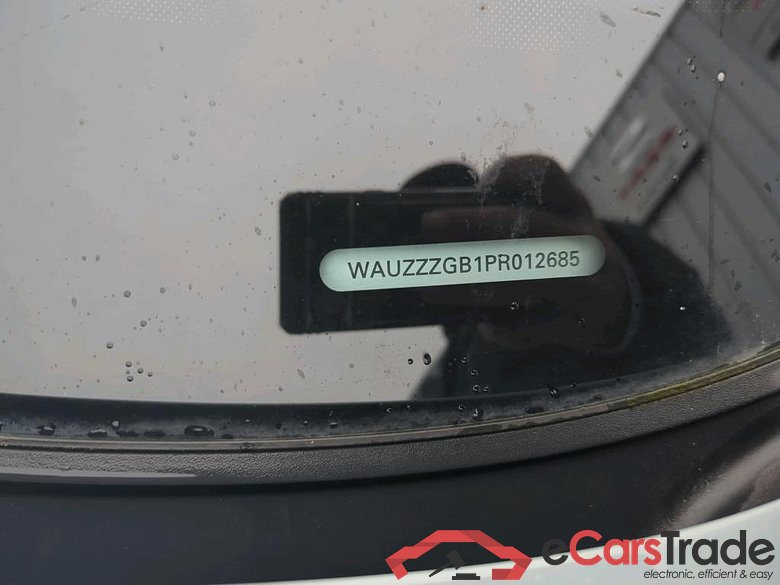 WAUZZZGB1PR012685
eCarsTrade
electronic, efficient & easy